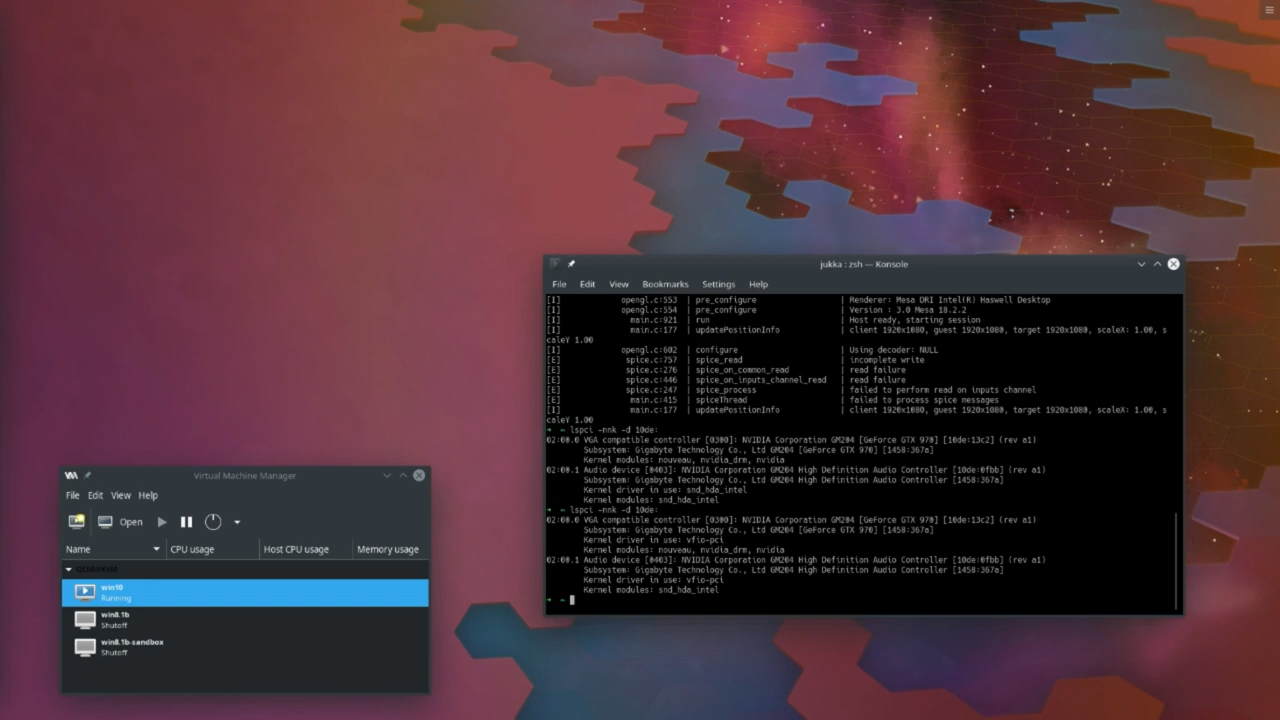 jukka : zsh — Konsole
File Edit View Bookmarks Settings Help
[I] opengl.c:553 | pre_configure | Renderer: Mesa DRI Intel(R) Haswell Desktop
[I] opengl.c:554 | pre_configure | Version : 3.0 Mesa 18.2.2
[I] main.c:921 | run | Host ready, starting session
[I] main.c:177 | updatePositionInfo | client 1920x1080, guest 1920x1080, target 1920x1080, scaleX: 1.00, s
caleY 1.00
[I] opengl.c:602 | configure | Using decoder: NULL
[E] spice.c:757 | spice_read | incomplete write
[E] spice.c:276 | spice_on_common_read | read failure
[E] spice.c:446 | spice_on_inputs_channel_read | read failure
[E] spice.c:247 | spice_process | failed to perform read on inputs channel
[E] main.c:415 | spiceThread | failed to process spice messages
[I] main.c:177 | updatePositionInfo | client 1920x1080, guest 1920x1080, target 1920x1080, scaleX: 1.00, s
caleY 1.00
→ ~ lspci -nnk -d 10de:
02:00.0 VGA compatible controller [0300]: NVIDIA Corporation GM204 [GeForce GTX 970] [10de:13c2] (rev a1)
Subsystem: Gigabyte Technology Co., Ltd GM204 [GeForce GTX 970] [1458:367a]
Kernel modules: nouveau, nvidia_drm, nvidia
02:00.1 Audio device [0403]: NVIDIA Corporation GM204 High Definition Audio Controller [10de:0fbb] (rev a1)
Subsystem: Gigabyte Technology Co., Ltd GM204 High Definition Audio Controller [1458:367a]
Kernel driver in use: snd_hda_intel
Kernel modules: snd_hda_intel
→ ~ lspci -nnk -d 10de:
02:00.0 VGA compatible controller [0300]: NVIDIA Corporation GM204 [GeForce GTX 970] [10de:13c2] (rev a1)
Subsystem: Gigabyte Technology Co., Ltd GM204 [GeForce GTX 970] [1458:367a]
Kernel driver in use: vfio-pci
Kernel modules: nouveau, nvidia_drm, nvidia
02:00.1 Audio device [0403]: NVIDIA Corporation GM204 High Definition Audio Controller [10de:0fbb] (rev a1)
Subsystem: Gigabyte Technology Co., Ltd GM204 High Definition Audio Controller [1458:367a]
Kernel driver in use: vfio-pci
Kernel modules: snd_hda_intel
→ ~
Virtual Machine Manager
File Edit View Help
Open
Name CPU usage Host CPU usage Memory usage
QEMU/KVM
win10
Running
win8.1b
Shutoff
win8.1b-sandbox
Shutoff